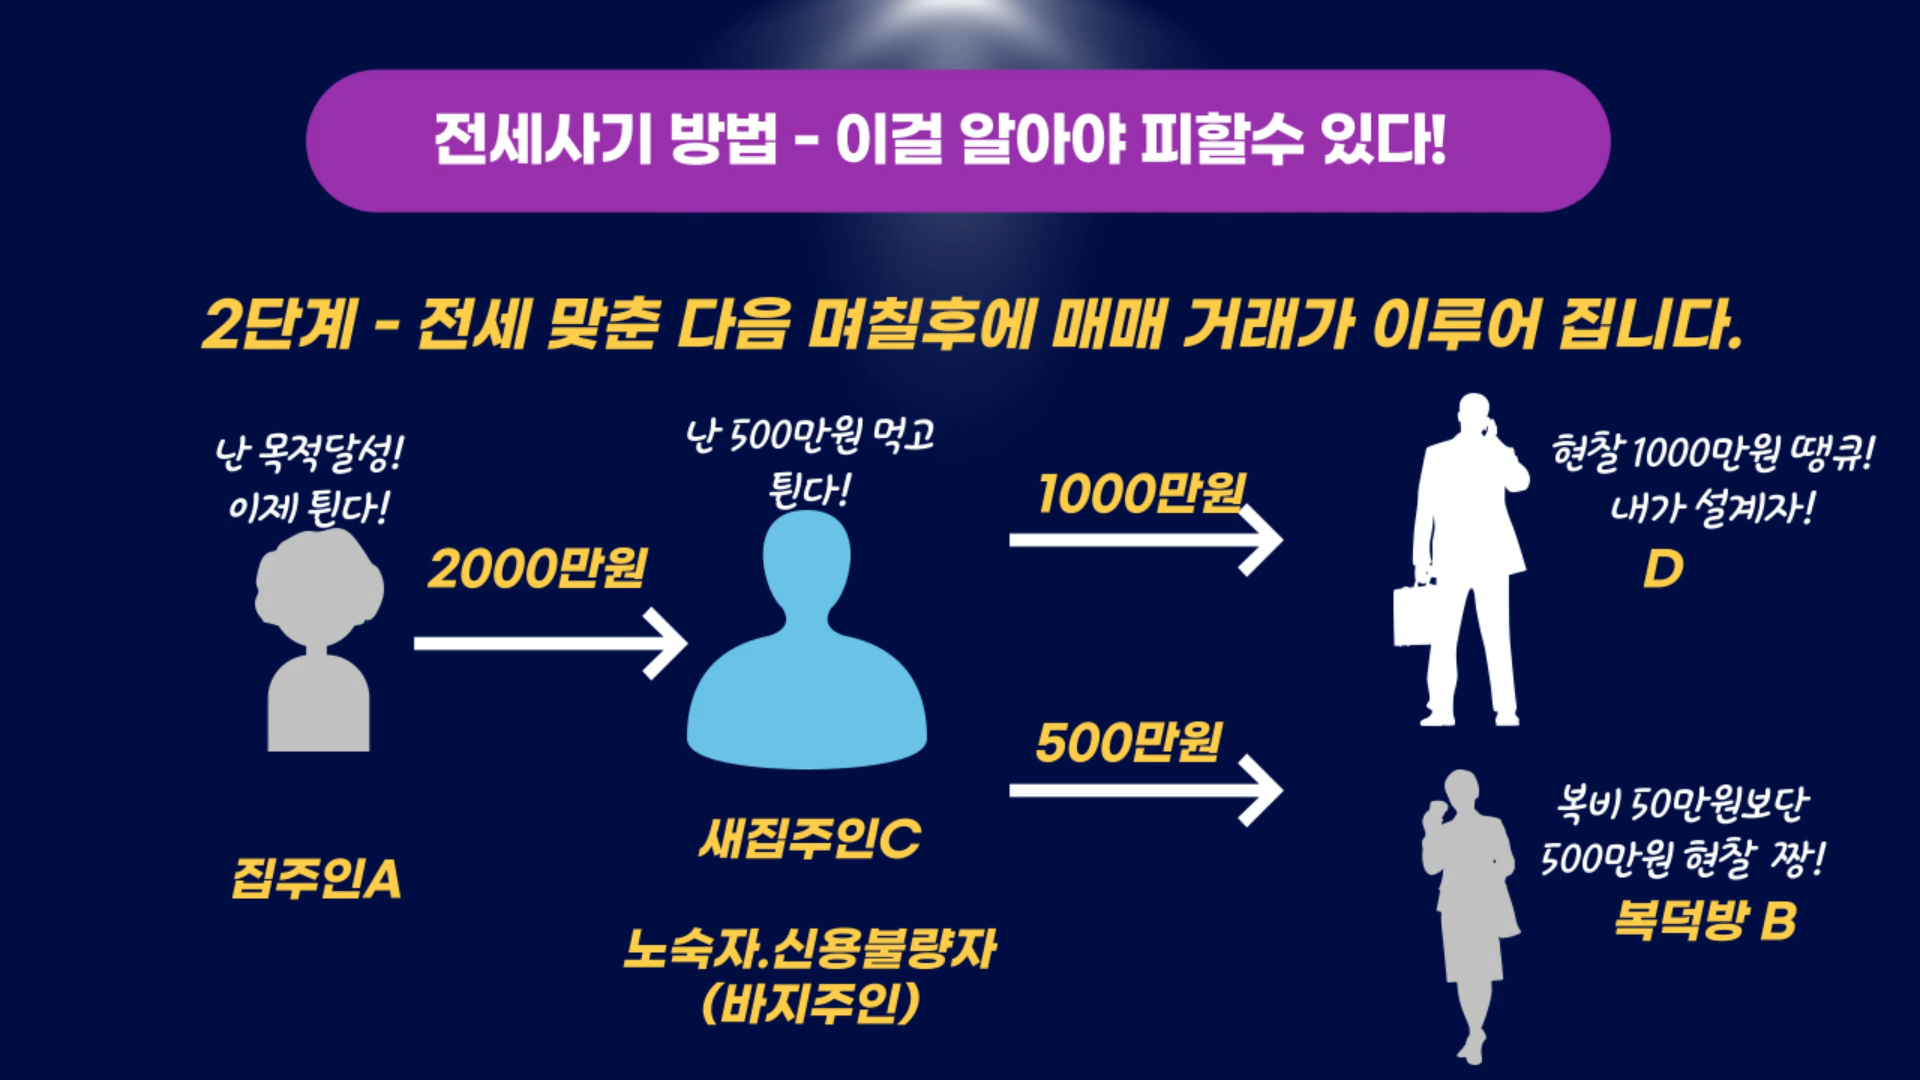 전세사기 방법 - 이걸 알아야 피할수 있다!
2단계 - 전세 맞춘 다음 며칠후에 매매 거래가 이루어 집니다.
난 목적달성!
이제 튄다!
2000만원
집주인A
난 500만원 먹고
튄다!
새집주인C
노숙자.신용불량자
(바지주인)
1000만원
500만원
현찰 1000만원 땡큐!
내가 설계자!
D
복비 50만원보단
500만원 현찰 짱!
복덕방 B